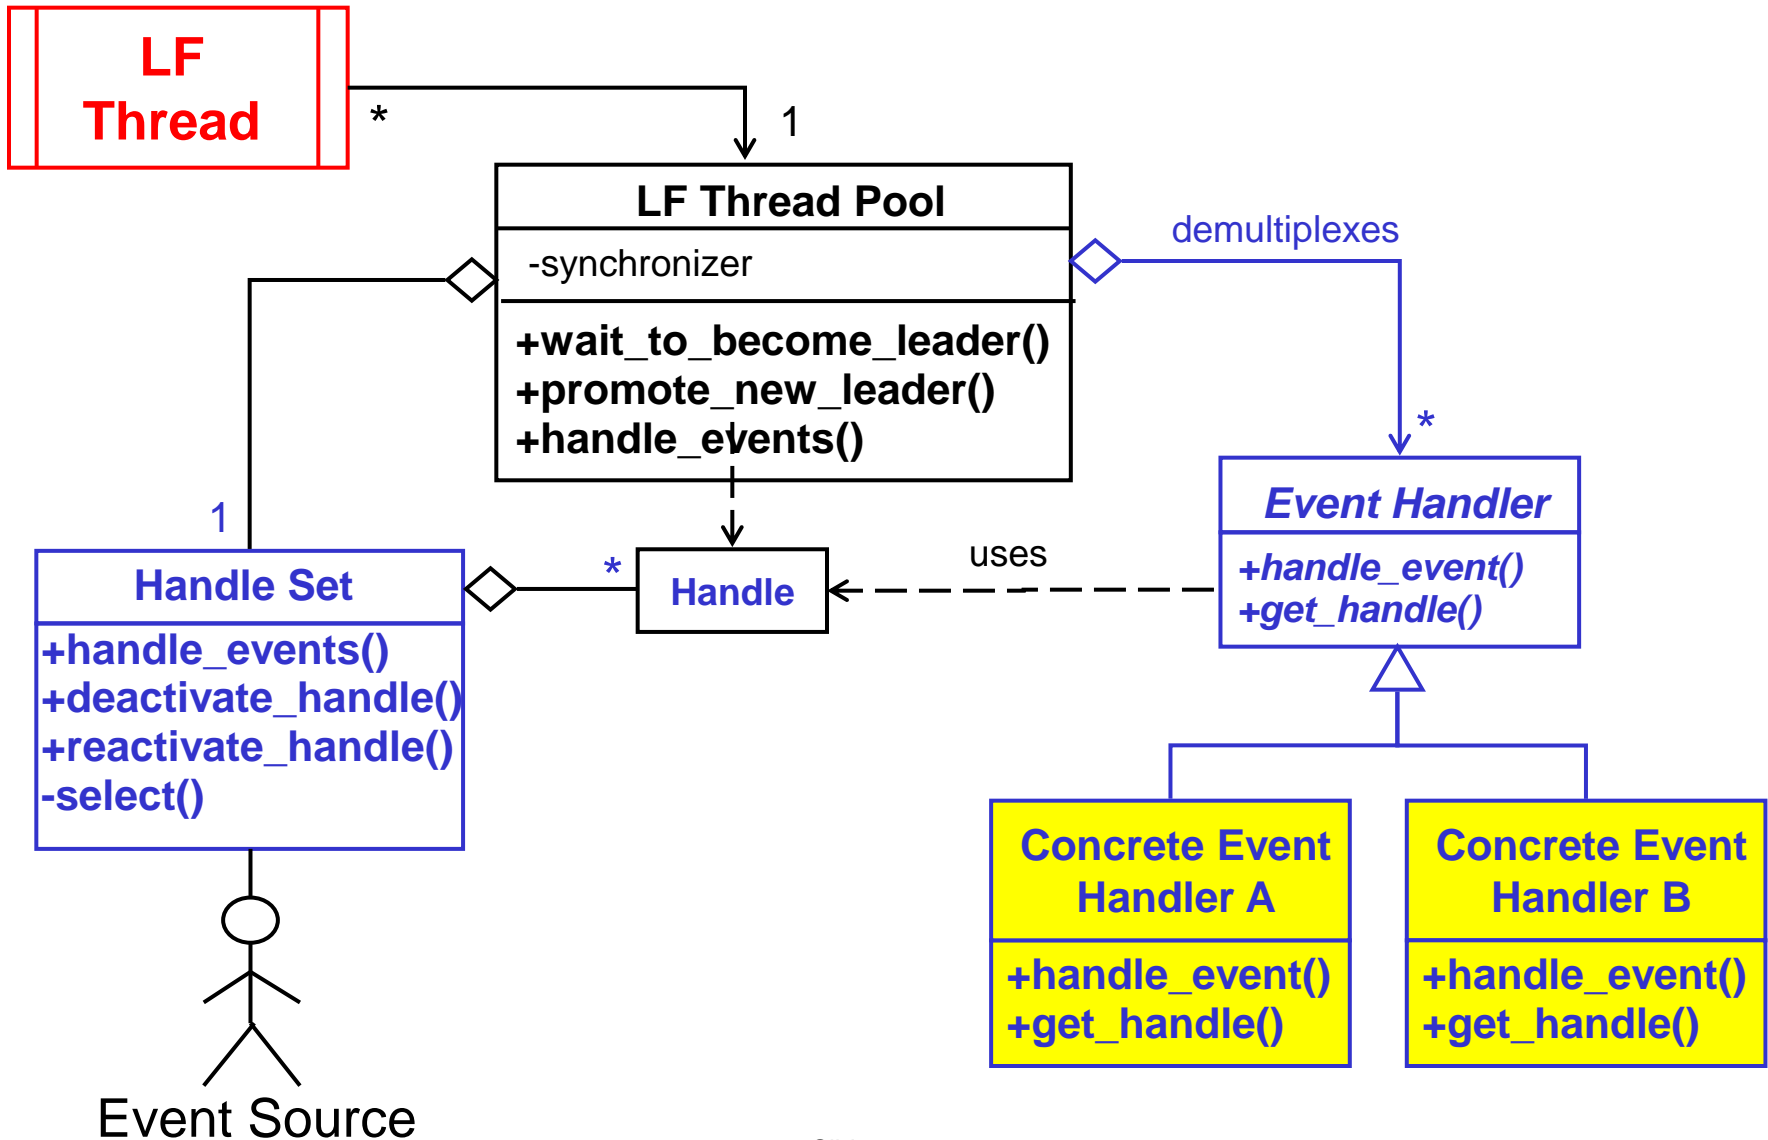 LF
Thread
*
1
LF Thread Pool
-synchronizer
+wait_to_become_leader()
+promote_new_leader()
+handle_events()
demultiplexes
*
1
Handle Set
+handle_events()
+deactivate_handle()
+reactivate_handle()
-select()
*
Handle
uses
Event Handler
+handle_event()
+get_handle()
Concrete Event
Handler A
+handle_event()
+get_handle()
Concrete Event
Handler B
+handle_event()
+get_handle()
Event Source